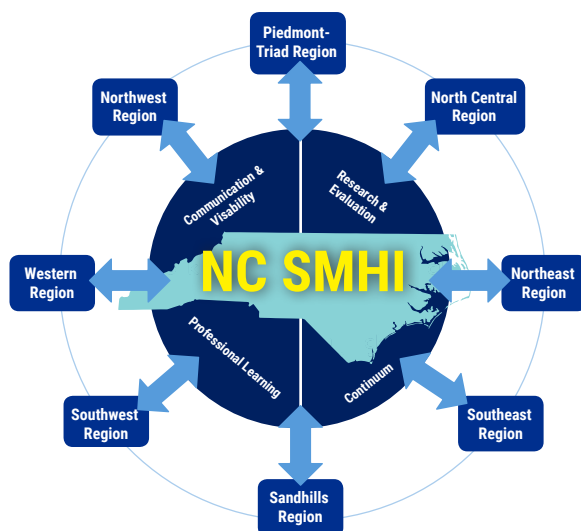 Piedmont-
Triad Region
Northwest
Region
North Central
Region
Communication &
Visability
Research &
Evaluation
NC SMHI
Western
Region
Northeast
Region
Professional Learning
Continuum
Southwest
Region
Southeast
Region
Sandhills
Region